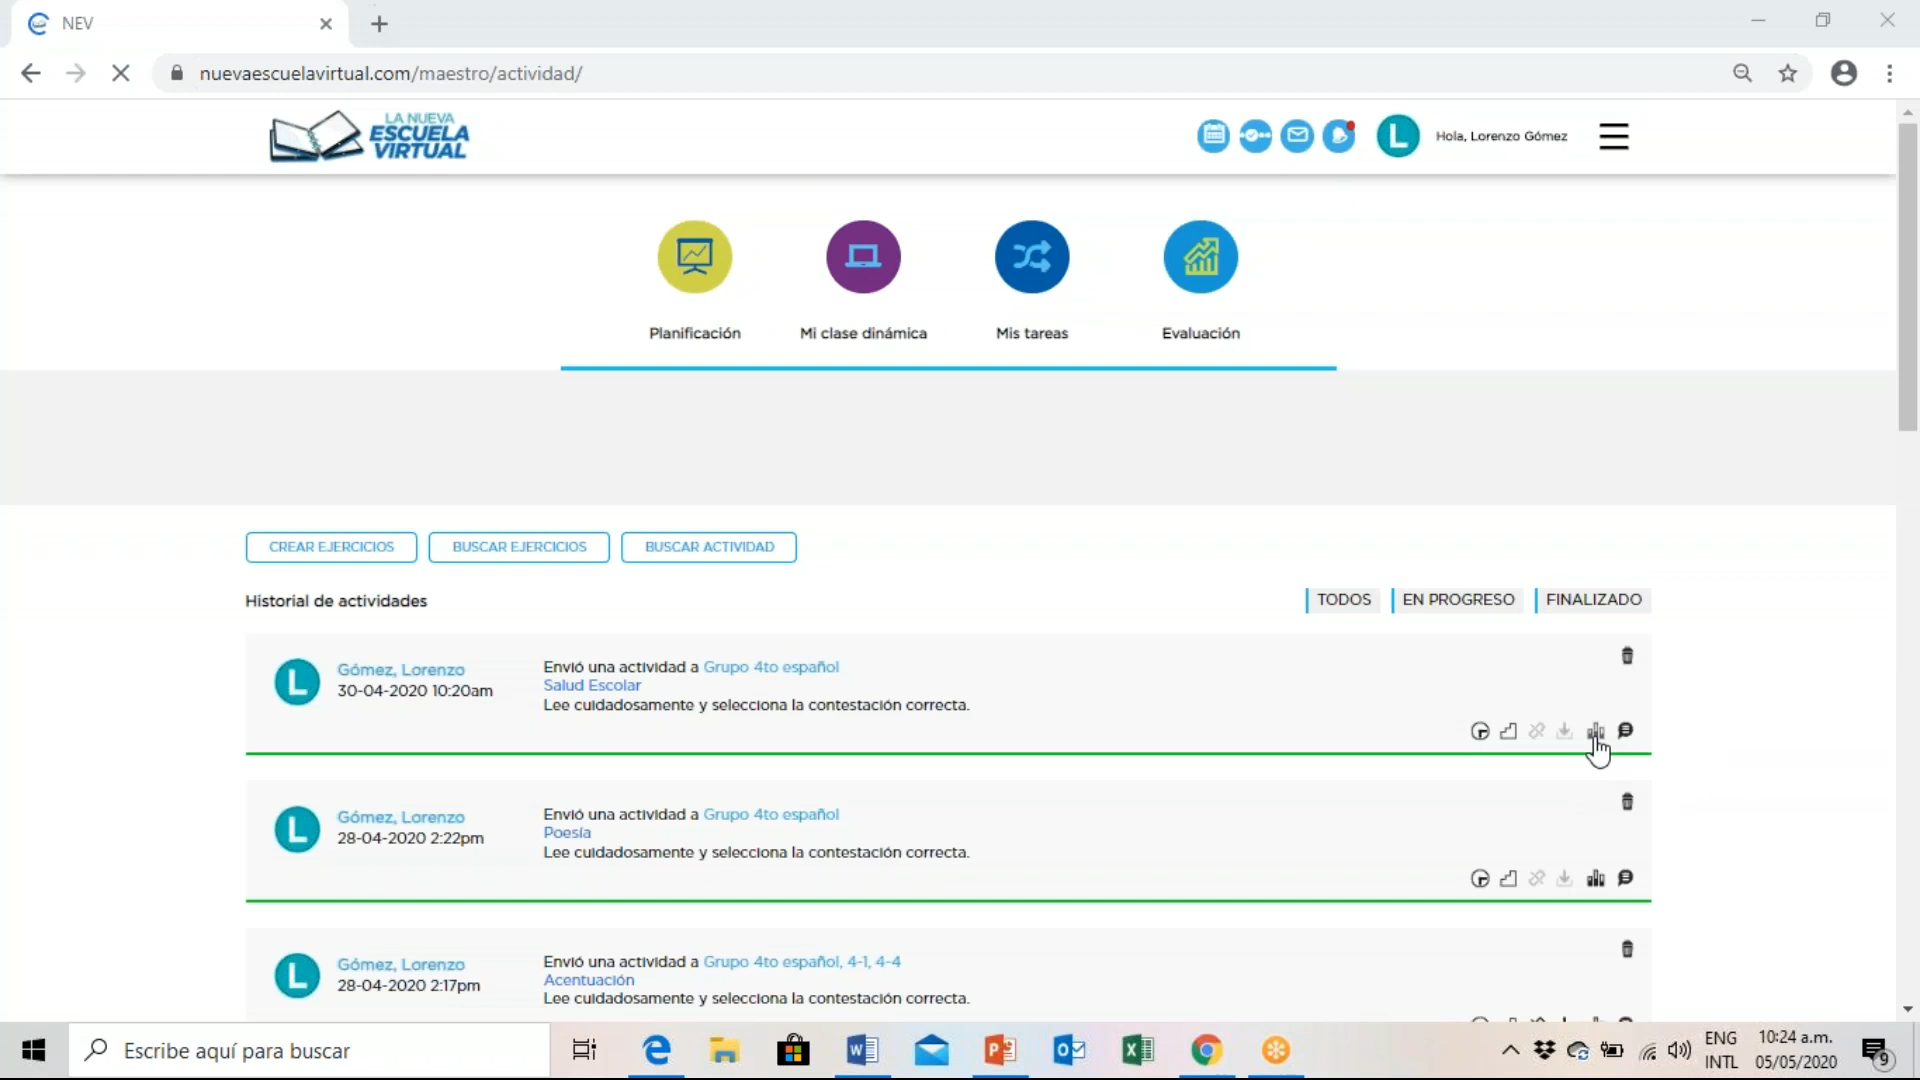 NEV
nuevaescuelavirtual.com/maestro/actividad/
LA NUEVA
ESCUELA
VIRTUAL
L
Hola, Lorenzo Gómez
Planificación
Mi clase dinámica
Mis tareas
Evaluación
CREAR EJERCICIOS
BUSCAR EJERCICIOS
BUSCAR ACTIVIDAD
Historial de actividades
TODOS
EN PROGRESO
FINALIZADO
L
Gómez, Lorenzo
30-04-2020 10:20am
Envió una actividad a Grupo 4to español
Salud Escolar
Lee cuidadosamente y selecciona la contestación correcta.
L
Gómez, Lorenzo
28-04-2020 2:22pm
Envió una actividad a Grupo 4to español
Poesía
Lee cuidadosamente y selecciona la contestación correcta.
L
Gómez, Lorenzo
28-04-2020 2:17pm
Envió una actividad a Grupo 4to español, 4-1, 4-4
Acentuación
Lee cuidadosamente y selecciona la contestación correcta.
Escribe aquí para buscar
ENG
INTL
10:24 a.m.
05/05/2020
9